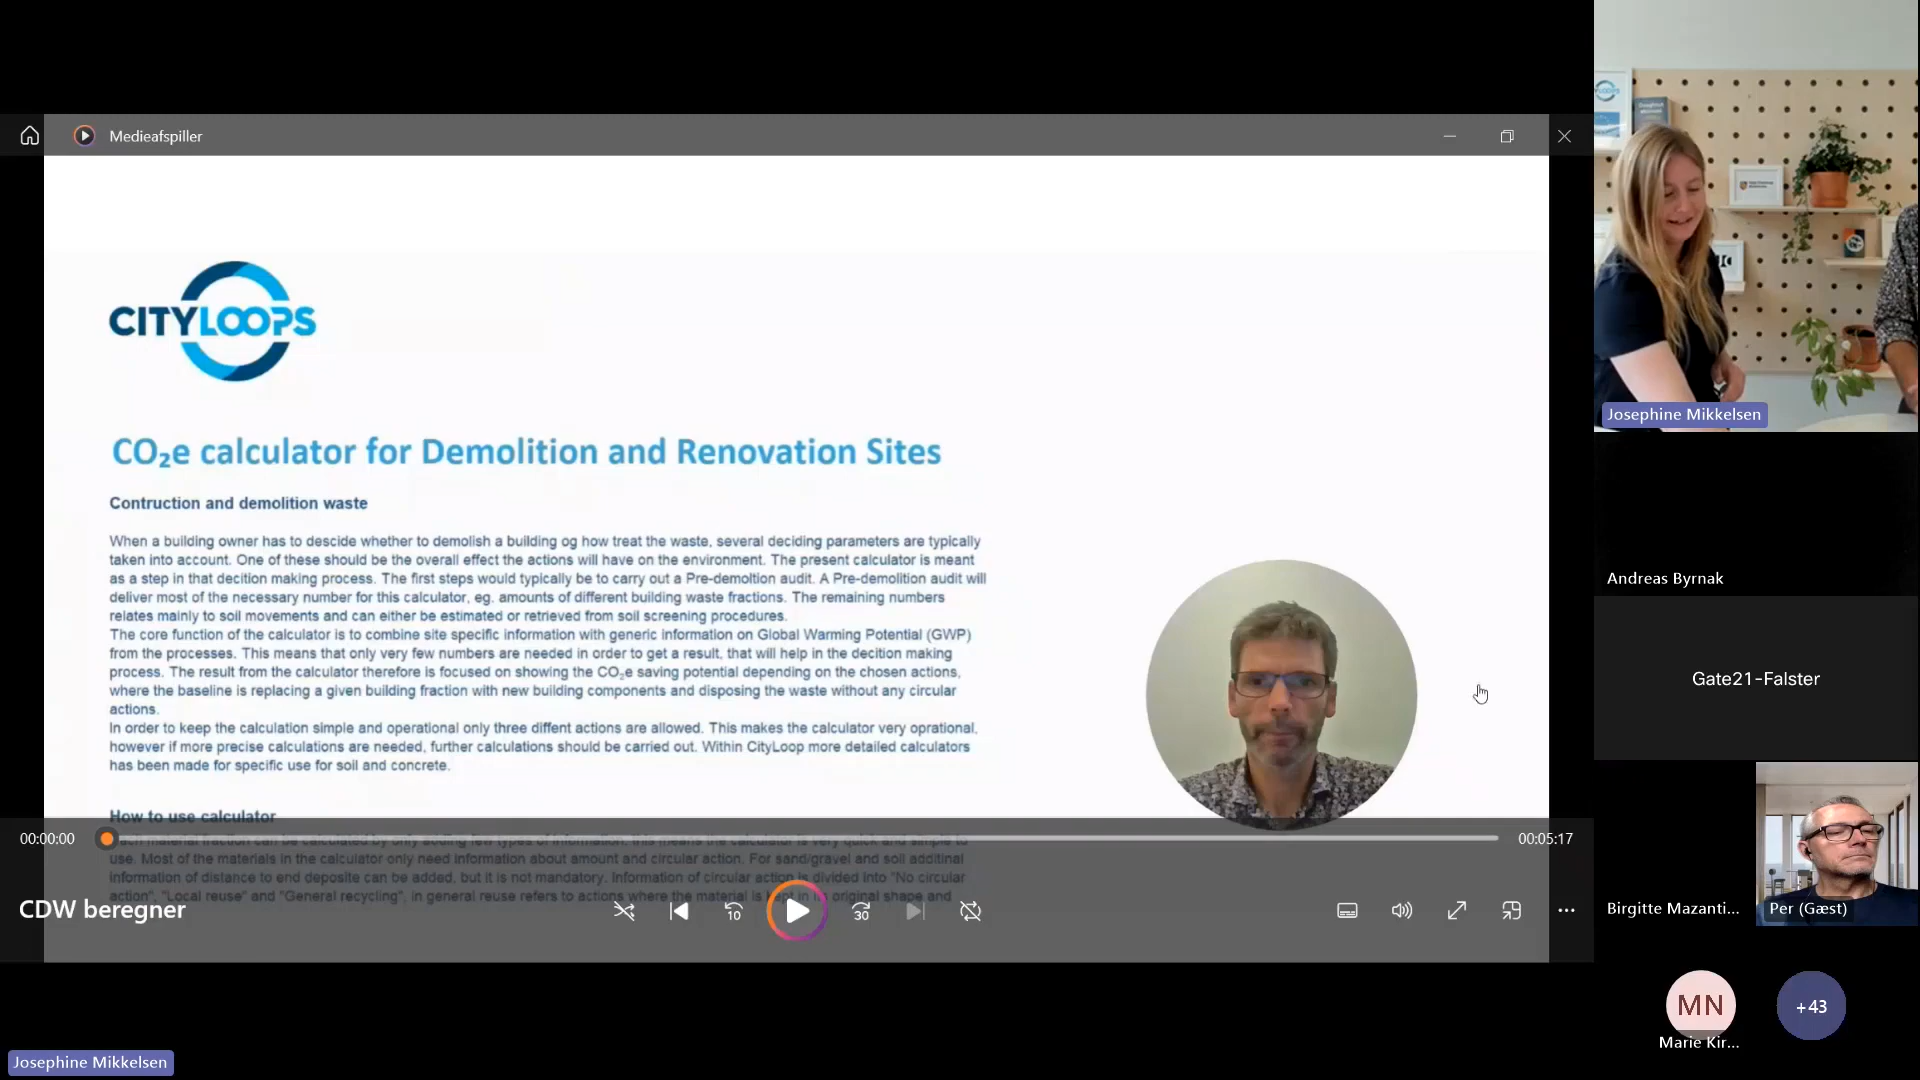 Medieafspiller
CITYLOOPS
CO₂e calculator for Demolition and Renovation Sites
Contruction and demolition waste
When a building owner has to descide whether to demolish a building og how treat the waste, several deciding parameters are typically
taken into account. One of these should be the overall effect the actions will have on the environment. The present calculator is meant
as a step in that decition making process. The first steps would typically be to carry out a Pre-demoltion audit. A Pre-demolition audit will
deliver most of the necessary number for this calculator, eg. amounts of different building waste fractions. The remaining numbers
relates mainly to soil movements and can either be estimated or retrieved from soil screening procedures.
The core function of the calculator is to combine site specific information with generic information on Global Warming Potential (GWP)
from the processes. This means that only very few numbers are needed in order to get a result, that will help in the decition making
process. The result from the calculator therefore is focused on showing the CO₂e saving potential depending on the chosen actions,
where the baseline is replacing a given building fraction with new building components and disposing the waste without any circular
actions.
In order to keep the calculation simple and operational only three diffent actions are allowed. This makes the calculator very oprational,
however if more precise calculations are needed, further calculations should be carried out. Within CityLoop more detailed calculators
has been made for specific use for soil and concrete.
How to use calculator
00:00:00
00:05:17
use. Most of the materials in the calculator only need information about amount and circular action. For sand/gravel and soil additinal
information of distance to end deposite can be added, but it is not mandatory. Information of circular action is divided into "No circular
action", "Local reuse" and "General recycling", in general reuse refers to actions where the material is kept in its original shape and
CDW beregner
10
30
Josephine Mikkelsen
Andreas Byrnak
Gate21-Falster
Birgitte Mazanti...
Per (Gæst)
MN
+43
Marie Kir...
Josephine Mikkelsen